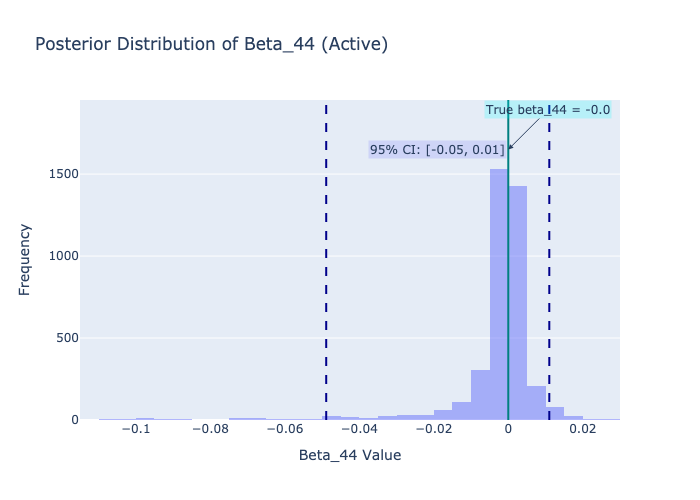 Posterior Distribution of Beta_44 (Active)
True beta_44 = -0.0
95% CI: [-0.05, 0.01]
1500
1000
500
0
Frequency
−0.1
−0.08
−0.06
−0.04
−0.02
0
0.02
Beta_44 Value